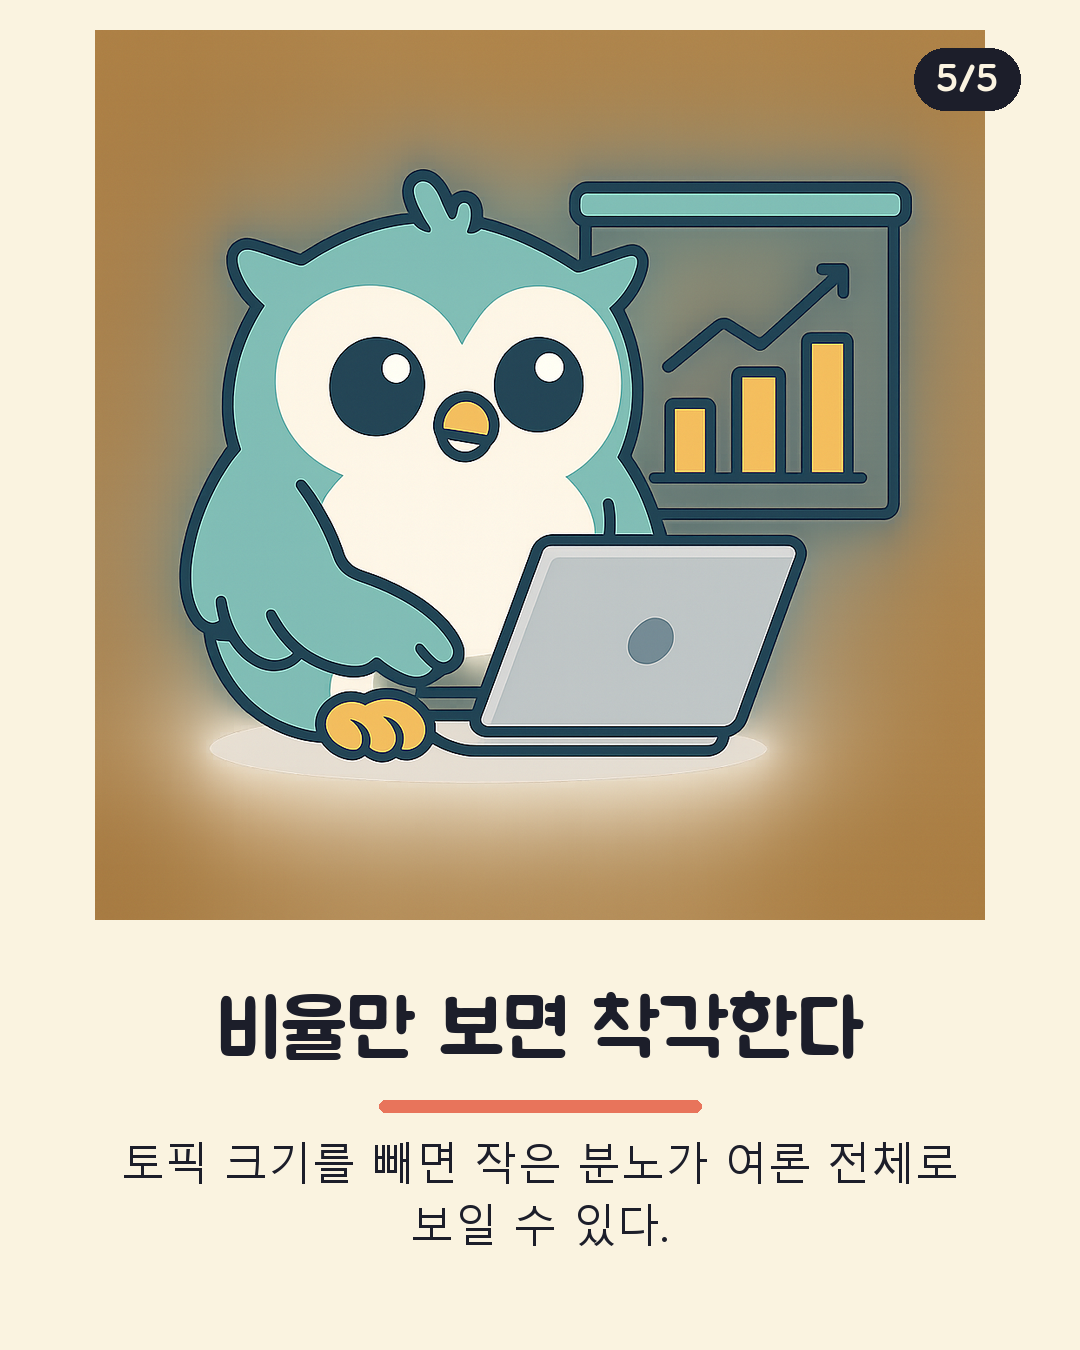 5/5
비율만 보면 착각한다
토픽 크기를 빼면 작은 분노가 여론 전체로
보일 수 있다.